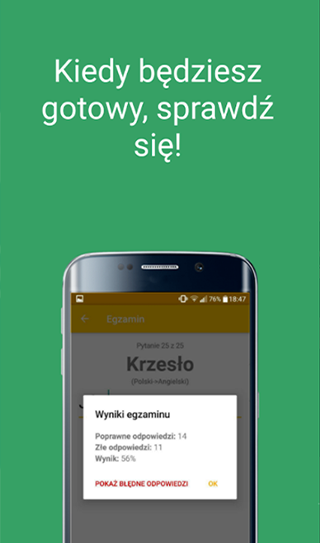 Kiedy będziesz
gotowy, sprawdź
się!
76% 18:47
Egzamin
Pytanie 25 z 25
Krzesło
(Polski->Angielski)
Wyniki egzaminu
Poprawne odpowiedzi: 14
Złe odpowiedzi: 11
Wynik: 56%
POKAŻ BŁĘDNE ODPOWIEDZI OK